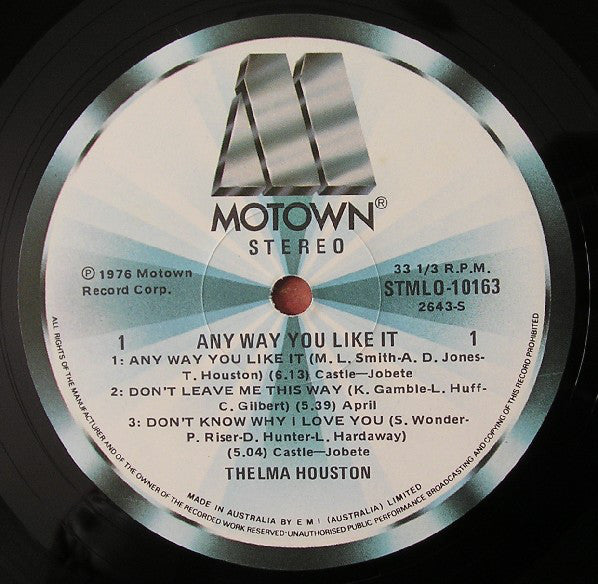 MOTOWN®
STEREO
℗ 1976 Motown
Record Corp.
33 1/3 R.P.M.
STMLO-10163
2643-S
1 ANY WAY YOU LIKE IT 1
1: ANY WAY YOU LIKE IT (M. L. Smith-A. D. Jones-
T. Houston) (6.13) Castle—Jobete
2: DON'T LEAVE ME THIS WAY (K. Gamble-L. Huff-
C. Gilbert) (5.39) April
3: DON'T KNOW WHY I LOVE YOU (S. Wonder-
P. Riser-D. Hunter-L. Hardaway)
(5.04) Castle—Jobete
THELMA HOUSTON
MADE IN AUSTRALIA BY E M I (AUSTRALIA) LIMITED
ALL RIGHTS OF THE MANUFACTURER AND OF THE OWNER OF THE RECORDED WORK RESERVED-UNAUTHORISED PUBLIC PERFORMANCE BROADCASTING AND COPYING OF THIS RECORD PROHIBITED